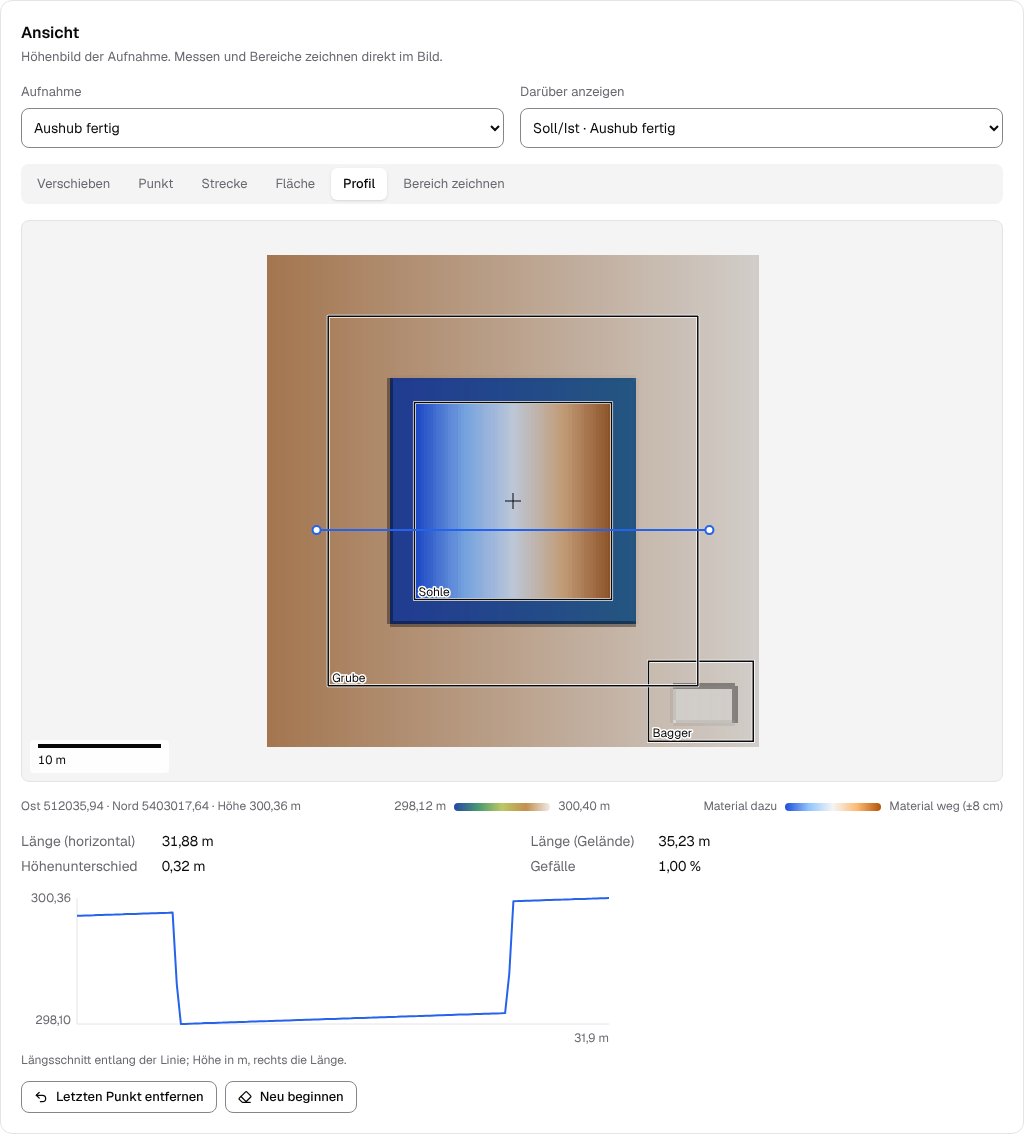 Ansicht
Höhenbild der Aufnahme. Messen und Bereiche zeichnen direkt im Bild.
Aufnahme
Darüber anzeigen
Aushub fertig
Soll/Ist · Aushub fertig
Verschieben Punkt Strecke Fläche Profil Bereich zeichnen
Sohle
Grube
Bagger
10 m
Ost 512035,94 · Nord 5403017,64 · Höhe 300,36 m
298,12 m 300,40 m
Material dazu Material weg (±8 cm)
Länge (horizontal) 31,88 m
Länge (Gelände) 35,23 m
Höhenunterschied 0,32 m
Gefälle 1,00 %
300,36
298,10
31,9 m
Längsschnitt entlang der Linie; Höhe in m, rechts die Länge.
Letzten Punkt entfernen
Neu beginnen